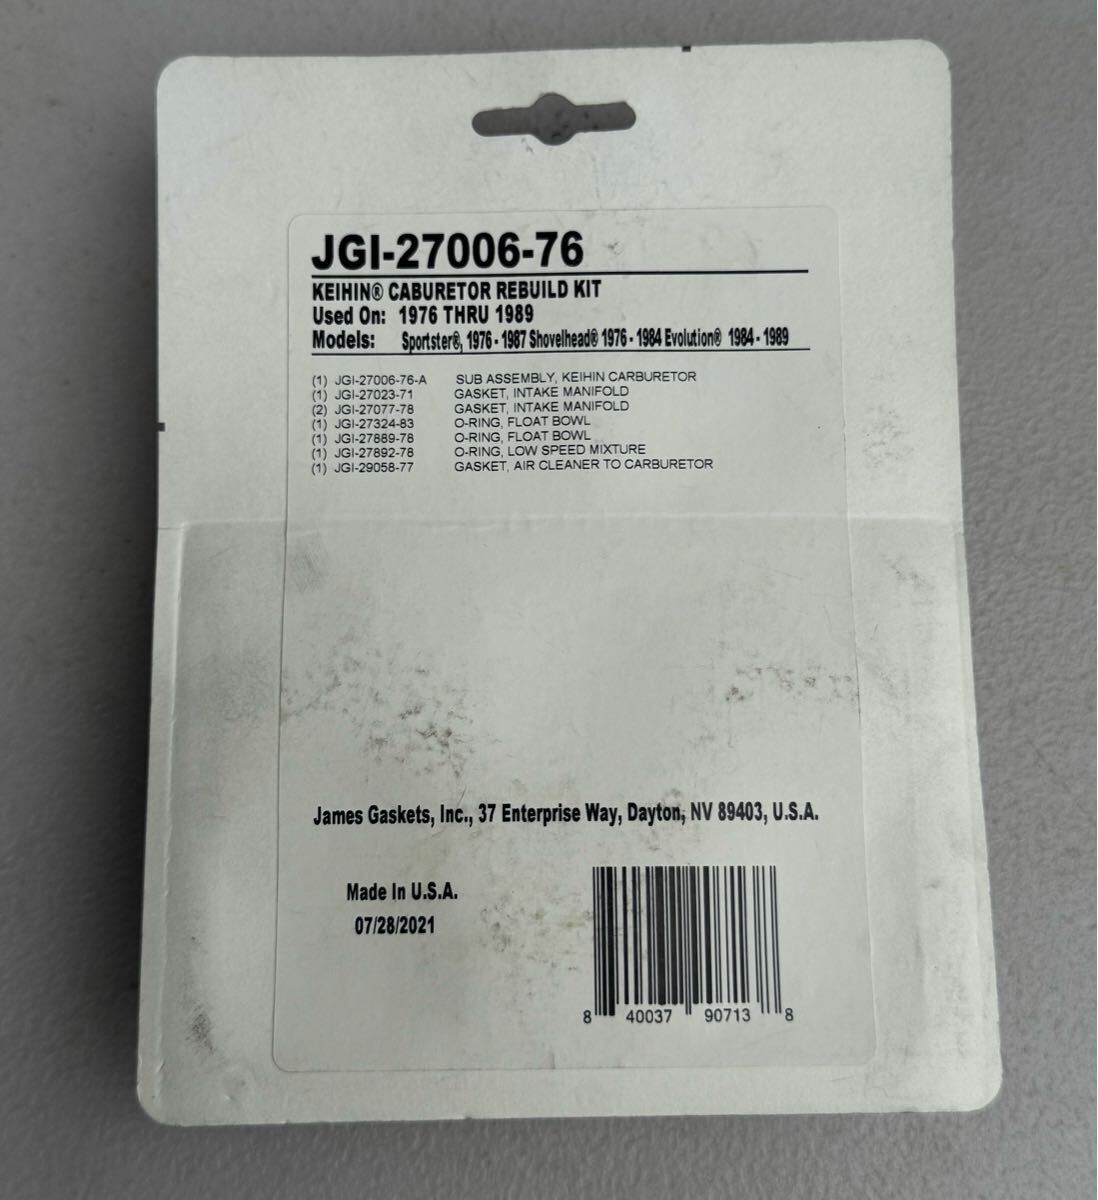 JGI-27006-76
KEIHIN® CABURETOR REBUILD KIT
Used On: 1976 THRU 1989
Models: Sportster®, 1976 - 1987 Shovelhead® 1976 - 1984 Evolution® 1984 - 1989
(1) JGI-27006-76-A SUB ASSEMBLY, KEIHIN CARBURETOR
(1) JGI-27023-71 GASKET, INTAKE MANIFOLD
(2) JGI-27077-78 GASKET, INTAKE MANIFOLD
(1) JGI-27324-83 O-RING, FLOAT BOWL
(1) JGI-27889-78 O-RING, FLOAT BOWL
(1) JGI-27892-78 O-RING, LOW SPEED MIXTURE
(1) JGI-29058-77 GASKET, AIR CLEANER TO CARBURETOR
James Gaskets, Inc., 37 Enterprise Way, Dayton, NV 89403, U.S.A.
Made In U.S.A.
07/28/2021
8 40037 90713 8